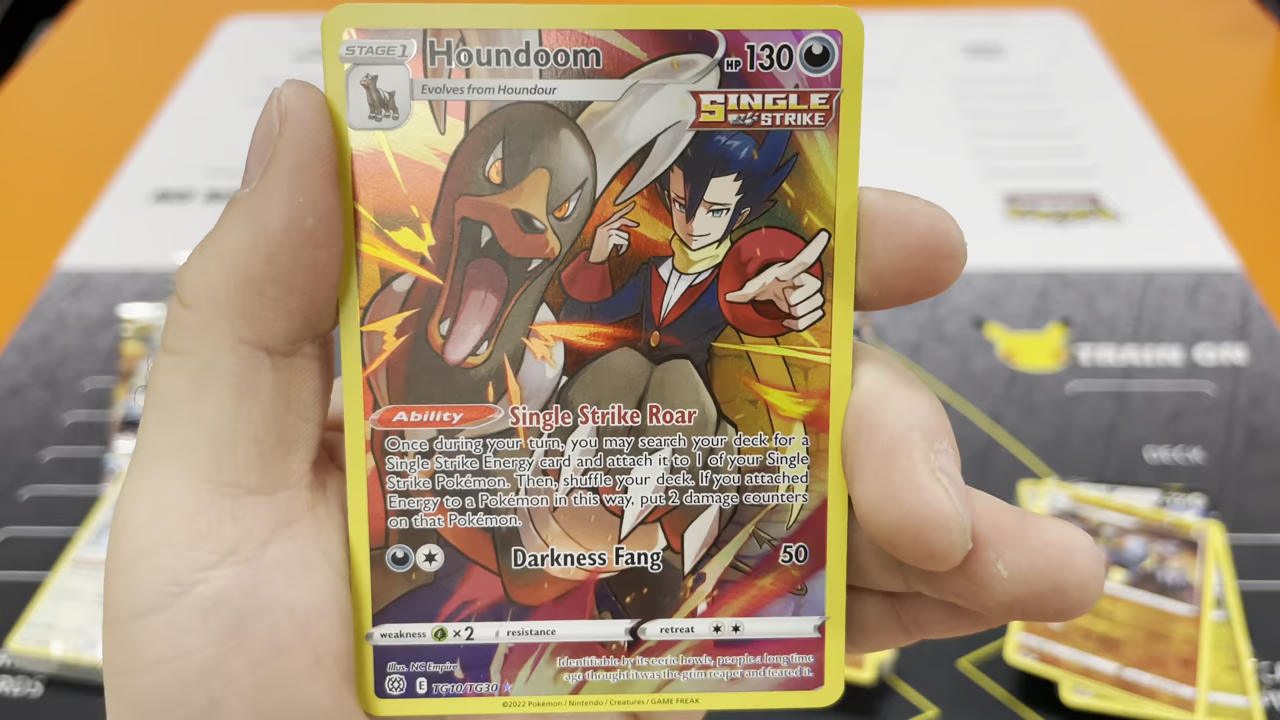 STAGE 1
Houndoom
HP 130
Evolves from Houndour
SINGLE
STRIKE
Ability Single Strike Roar
Once during your turn, you may search your deck for a
Single Strike Energy card and attach it to 1 of your Single
Strike Pokémon. Then, shuffle your deck. If you attached
Energy to a Pokémon in this way, put 2 damage counters
on that Pokémon.
Darkness Fang 50
weakness ×2 resistance retreat
Illus. NC Empire
Identifiable by its eerie howls, people a long time
ago thought it was the grim reaper and feared it.
E TG10/TG30
©2022 Pokémon / Nintendo / Creatures / GAME FREAK
TRAIN ON
DECK